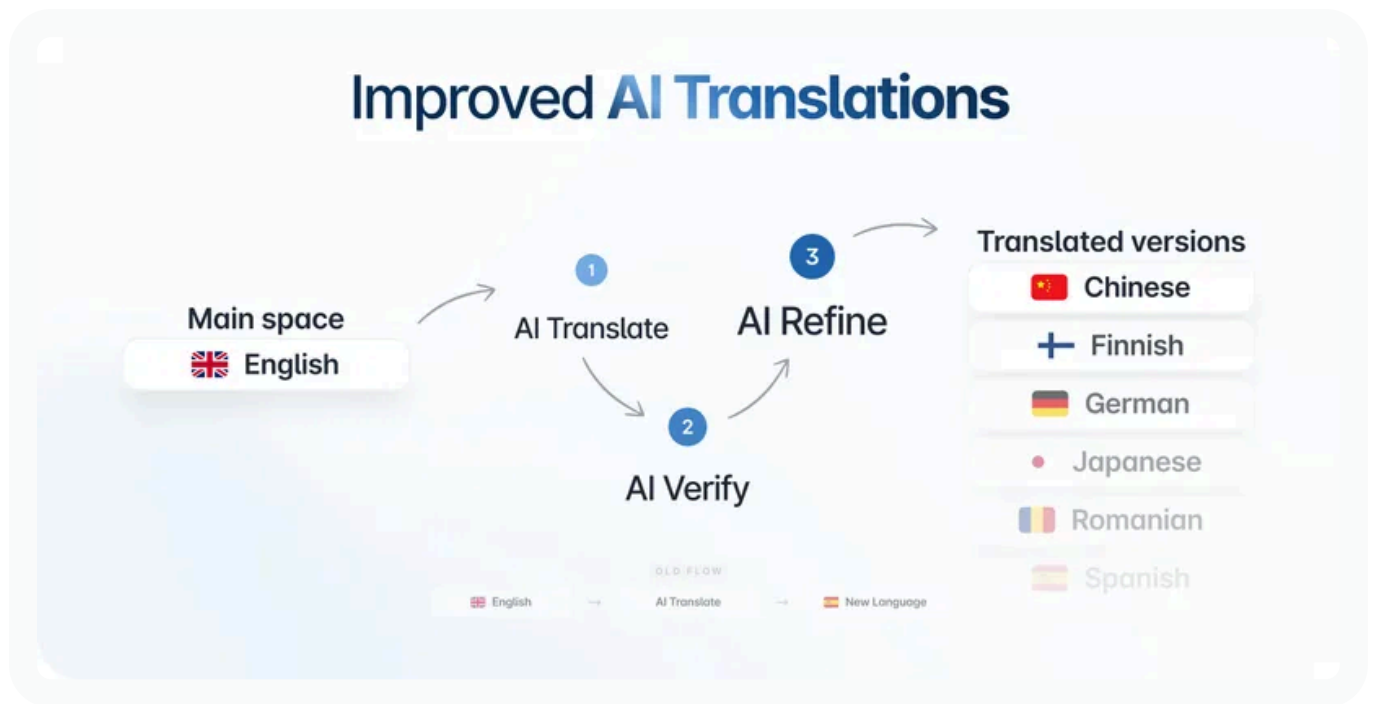 Improved AI Translations
Main space
English
1
AI Translate
2
AI Verify
3
AI Refine
Translated versions
Chinese
Finnish
German
Japanese
Romanian
Spanish
OLD FLOW
English → AI Translate → New Language